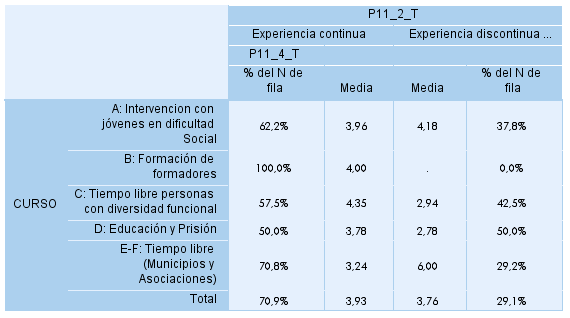 P11_2_T
Experiencia continua Experiencia discontinua ...
P11_4_T
% del N de fila Media Media % del N de fila
CURSO
A: Intervencion con jóvenes en dificultad Social 62,2% 3,96 4,18 37,8%
B: Formación de formadores 100,0% 4,00 . 0,0%
C: Tiempo libre personas con diversidad funcional 57,5% 4,35 2,94 42,5%
D: Educación y Prisión 50,0% 3,78 2,78 50,0%
E-F: Tiempo libre (Municipios y Asociaciones) 70,8% 3,24 6,00 29,2%
Total 70,9% 3,93 3,76 29,1%